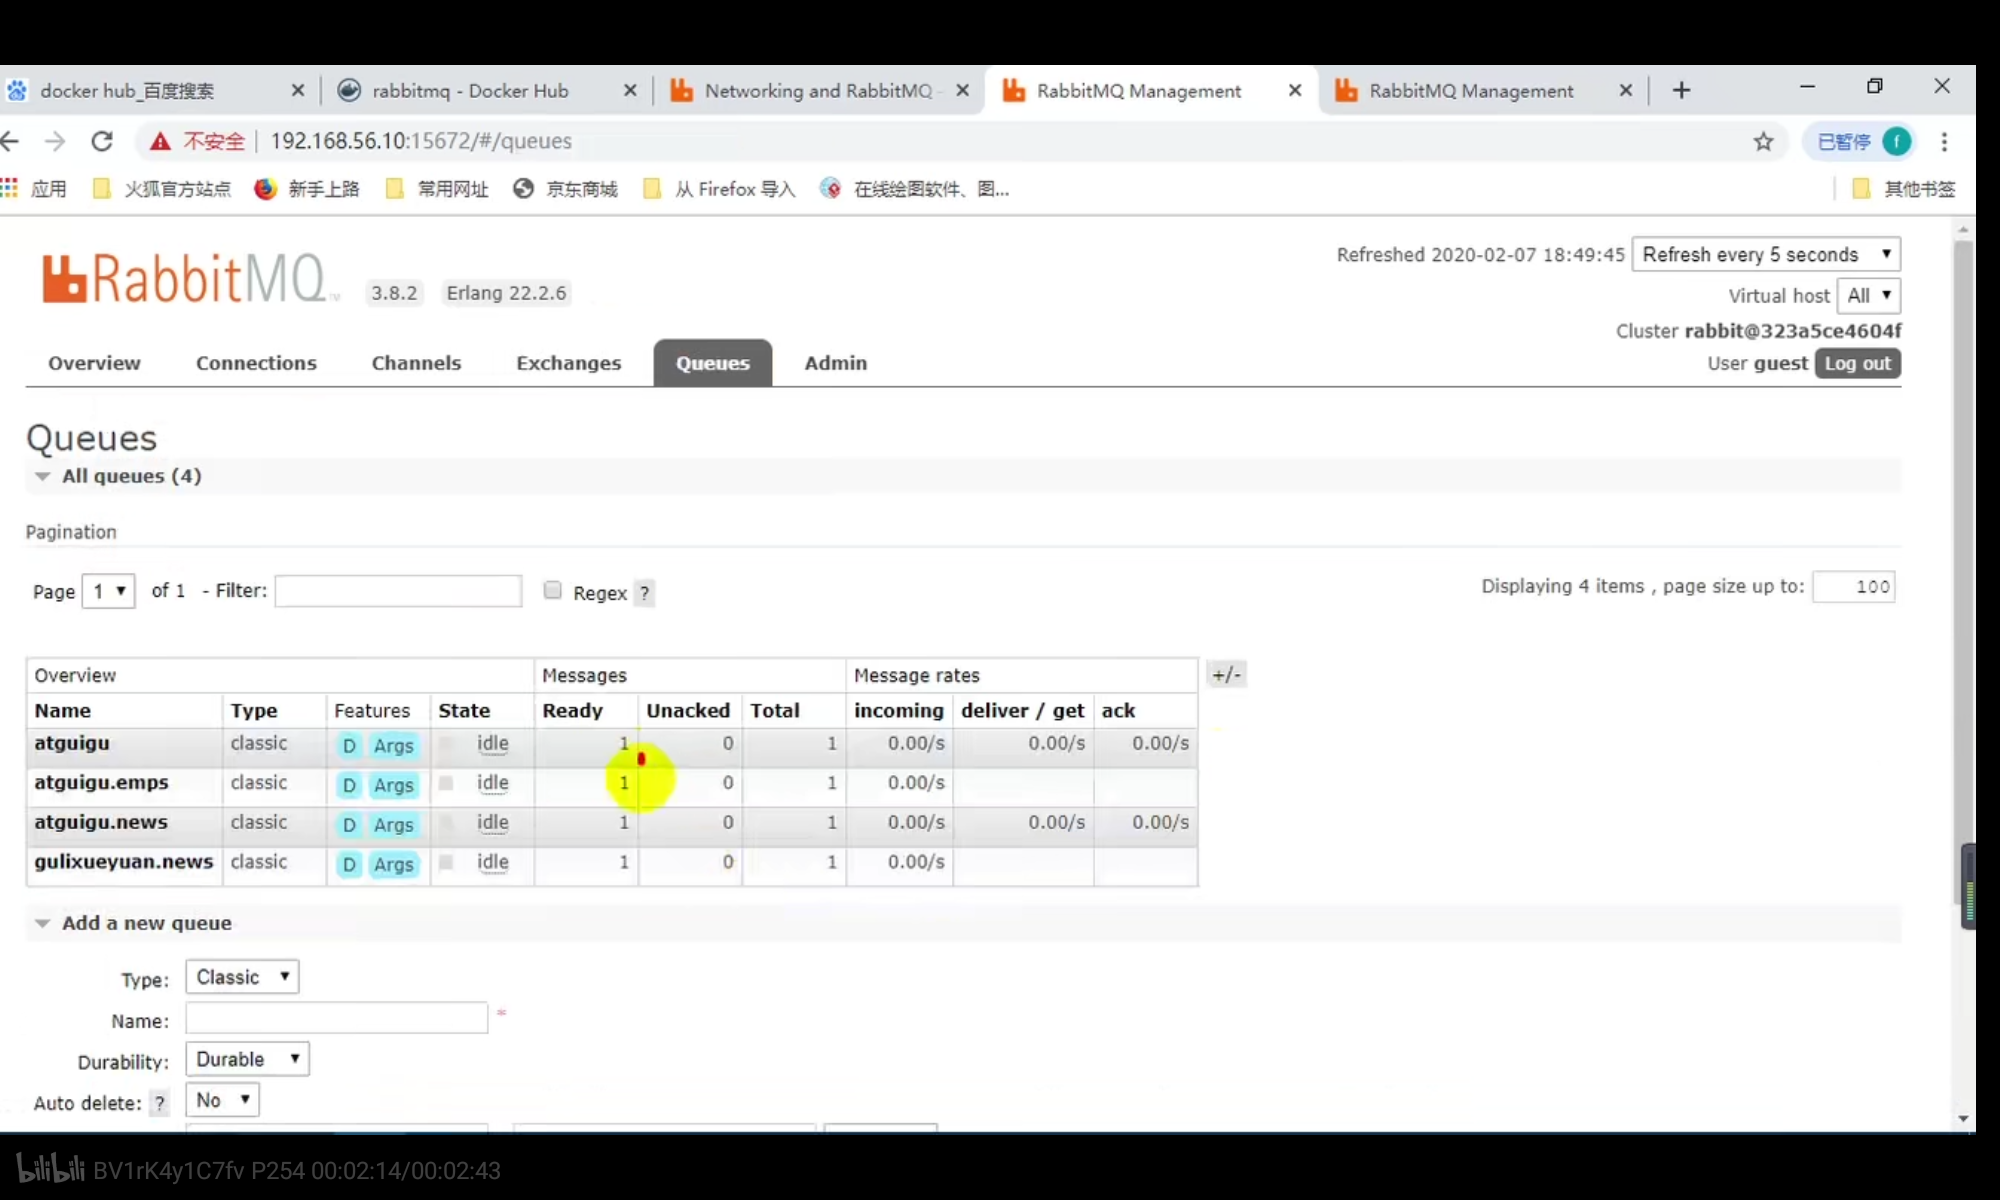 docker hub_百度搜索 rabbitmq - Docker Hub Networking and RabbitMQ - RabbitMQ Management RabbitMQ Management
不安全 192.168.56.10:15672/#/queues 已暂停 f
应用 火狐官方站点 新手上路 常用网址 京东商城 从 Firefox 导入 在线绘图软件、图... 其他书签
RabbitMQ TM 3.8.2 Erlang 22.2.6
Refreshed 2020-02-07 18:49:45 Refresh every 5 seconds
Virtual host All
Cluster rabbit@323a5ce4604f
User guest Log out
Overview Connections Channels Exchanges Queues Admin
Queues
All queues (4)
Pagination
Page 1 of 1 - Filter: Regex ? Displaying 4 items , page size up to: 100
Overview Messages Message rates +/-
Name Type Features State Ready Unacked Total incoming deliver / get ack
atguigu classic D Args idle 1 0 1 0.00/s 0.00/s 0.00/s
atguigu.emps classic D Args idle 1 0 1 0.00/s
atguigu.news classic D Args idle 1 0 1 0.00/s 0.00/s 0.00/s
gulixueyuan.news classic D Args idle 1 0 1 0.00/s
Add a new queue
Type: Classic
Name: *
Durability: Durable
Auto delete: ? No
bilibili BV1rK4y1C7fv P254 00:02:14/00:02:43